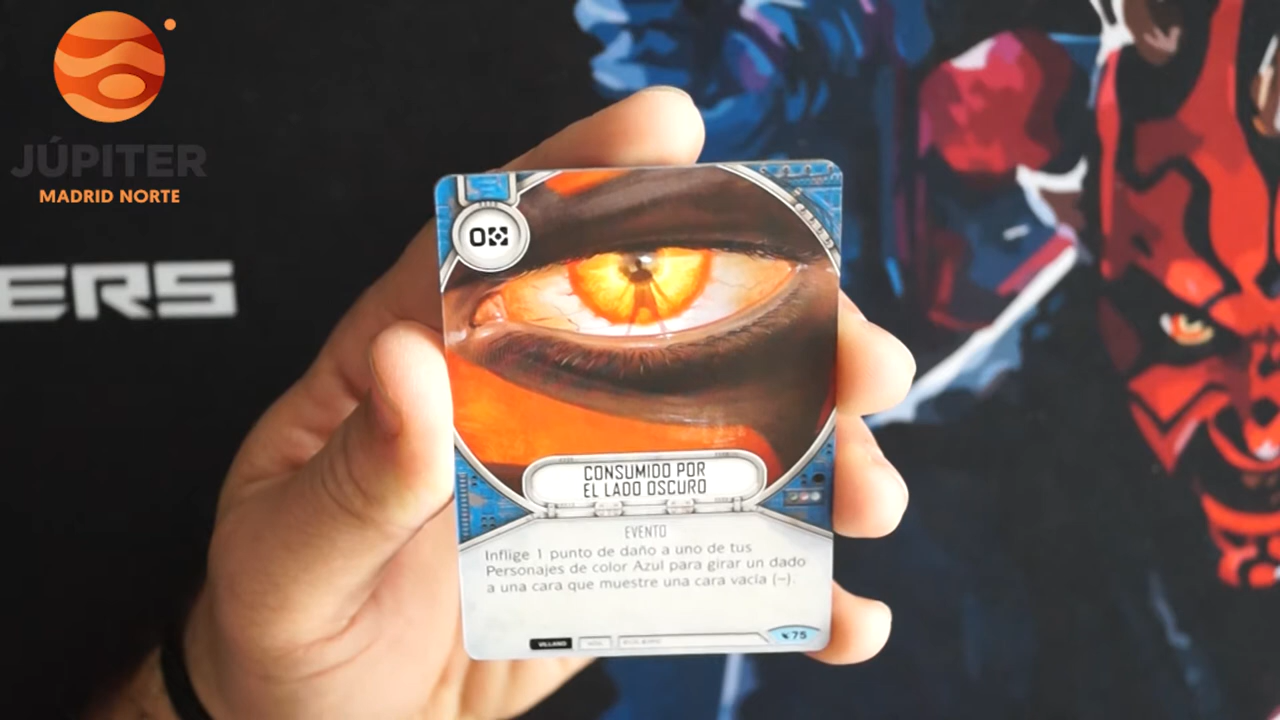 JÚPITER
MADRID NORTE
ERS
0
CONSUMIDO POR
EL LADO OSCURO
EVENTO
Inflige 1 punto de daño a uno de tus
Personajes de color Azul para girar un dado
a una cara que muestre una cara vacía (–).
VILLANO
75